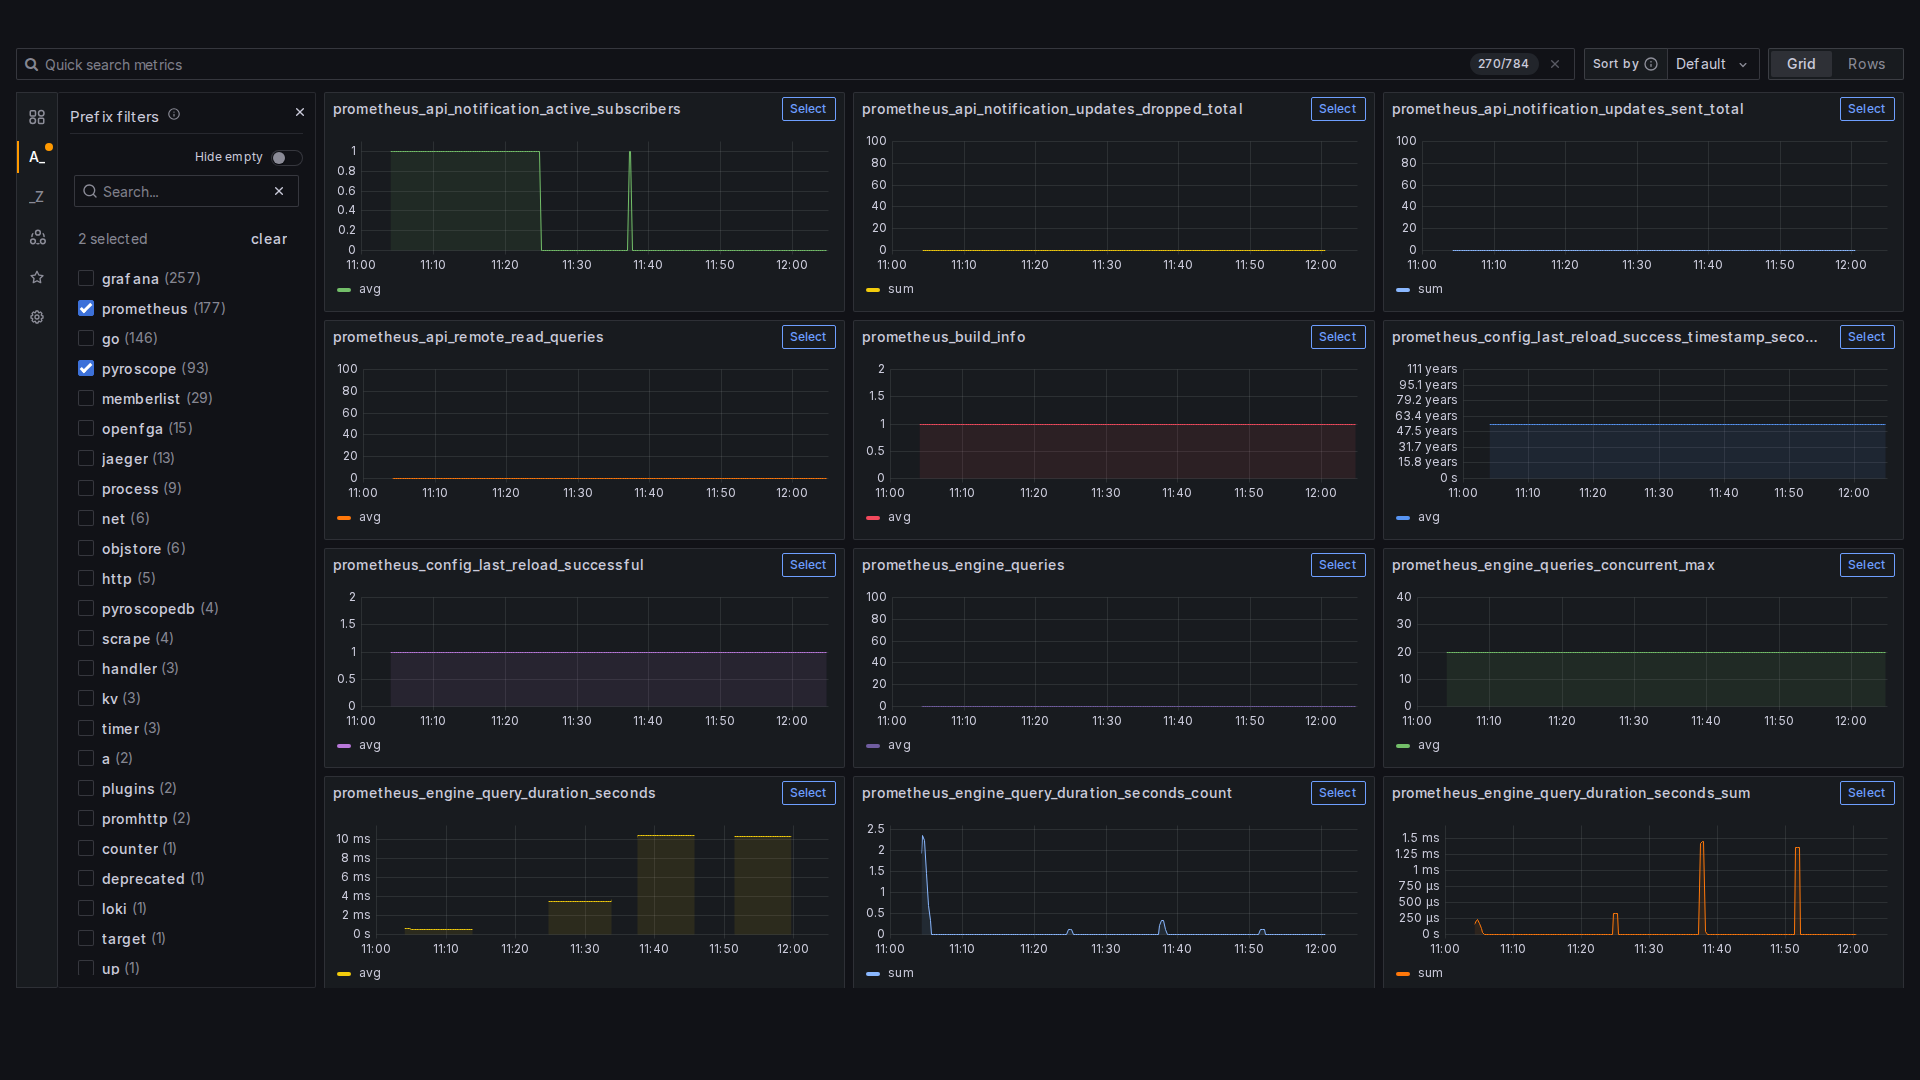 Quick search metrics
270/784
Sort by
Default
Grid
Rows
Prefix filters
Hide empty
Search...
2 selected
clear
grafana (257)
prometheus (177)
go (146)
pyroscope (93)
memberlist (29)
openfga (15)
jaeger (13)
process (9)
net (6)
objstore (6)
http (5)
pyroscopedb (4)
scrape (4)
handler (3)
kv (3)
timer (3)
a (2)
plugins (2)
promhttp (2)
counter (1)
deprecated (1)
loki (1)
target (1)
up (1)
A_
_Z
prometheus_api_notification_active_subscribers
Select
1
0.8
0.6
0.4
0.2
0
11:00 11:10 11:20 11:30 11:40 11:50 12:00
avg
prometheus_api_notification_updates_dropped_total
Select
100
80
60
40
20
0
11:00 11:10 11:20 11:30 11:40 11:50 12:00
sum
prometheus_api_notification_updates_sent_total
Select
100
80
60
40
20
0
11:00 11:10 11:20 11:30 11:40 11:50 12:00
sum
prometheus_api_remote_read_queries
Select
100
80
60
40
20
0
11:00 11:10 11:20 11:30 11:40 11:50 12:00
avg
prometheus_build_info
Select
2
1.5
1
0.5
0
11:00 11:10 11:20 11:30 11:40 11:50 12:00
avg
prometheus_config_last_reload_success_timestamp_seco...
Select
111 years
95.1 years
79.2 years
63.4 years
47.5 years
31.7 years
15.8 years
0 s
11:00 11:10 11:20 11:30 11:40 11:50 12:00
avg
prometheus_config_last_reload_successful
Select
2
1.5
1
0.5
0
11:00 11:10 11:20 11:30 11:40 11:50 12:00
avg
prometheus_engine_queries
Select
100
80
60
40
20
0
11:00 11:10 11:20 11:30 11:40 11:50 12:00
avg
prometheus_engine_queries_concurrent_max
Select
40
30
20
10
0
11:00 11:10 11:20 11:30 11:40 11:50 12:00
avg
prometheus_engine_query_duration_seconds
Select
10 ms
8 ms
6 ms
4 ms
2 ms
0 s
11:00 11:10 11:20 11:30 11:40 11:50 12:00
avg
prometheus_engine_query_duration_seconds_count
Select
2.5
2
1.5
1
0.5
0
11:00 11:10 11:20 11:30 11:40 11:50 12:00
sum
prometheus_engine_query_duration_seconds_sum
Select
1.5 ms
1.25 ms
1 ms
750 µs
500 µs
250 µs
0 s
11:00 11:10 11:20 11:30 11:40 11:50 12:00
sum